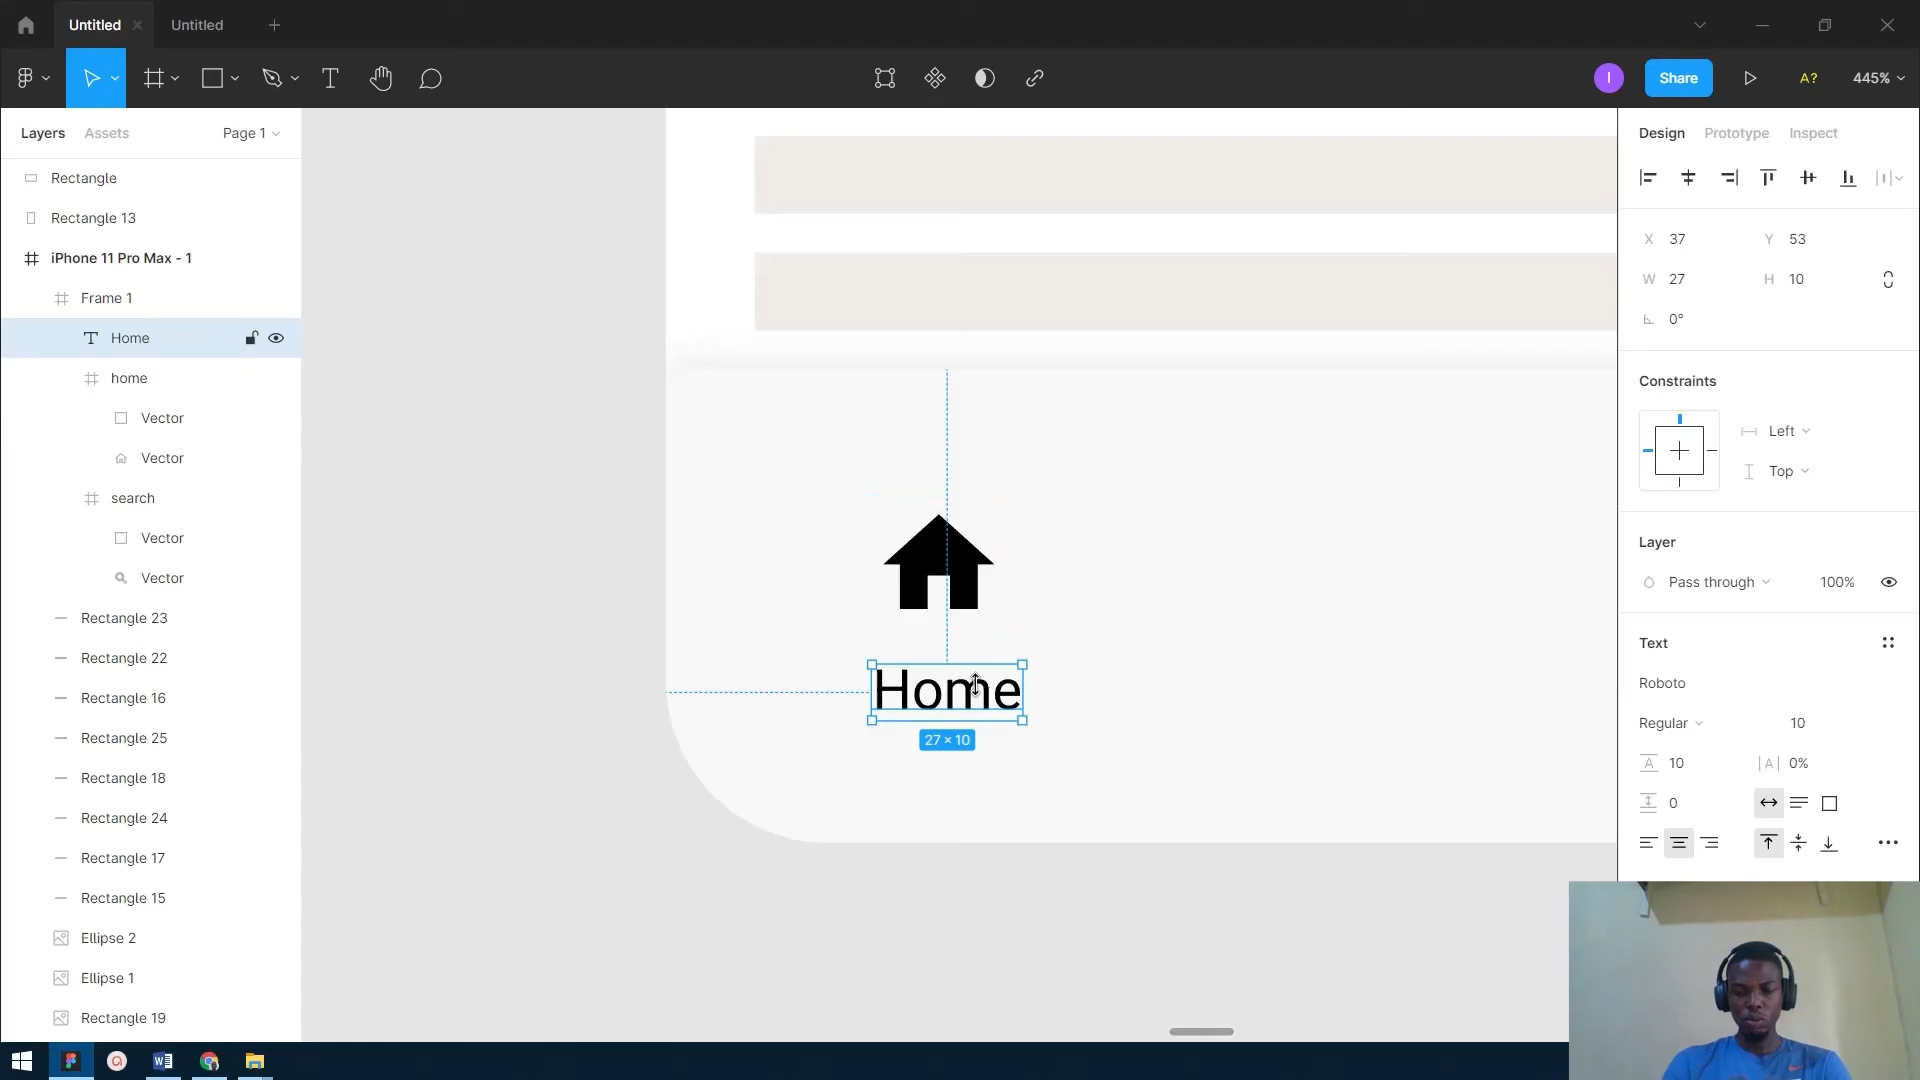 Untitled
Untitled
I
Share
A?
445%
Layers
Assets
Page 1
Rectangle
Rectangle 13
iPhone 11 Pro Max - 1
Frame 1
Home
home
Vector
Vector
search
Vector
Vector
Rectangle 23
Rectangle 22
Rectangle 16
Rectangle 25
Rectangle 18
Rectangle 24
Rectangle 17
Rectangle 15
Ellipse 2
Ellipse 1
Rectangle 19
Home
27 × 10
Design
Prototype
Inspect
X 37
Y 53
W 27
H 10
0°
Constraints
Left
Top
Layer
Pass through
100%
Text
Roboto
Regular
10
A 10
|A| 0%
0